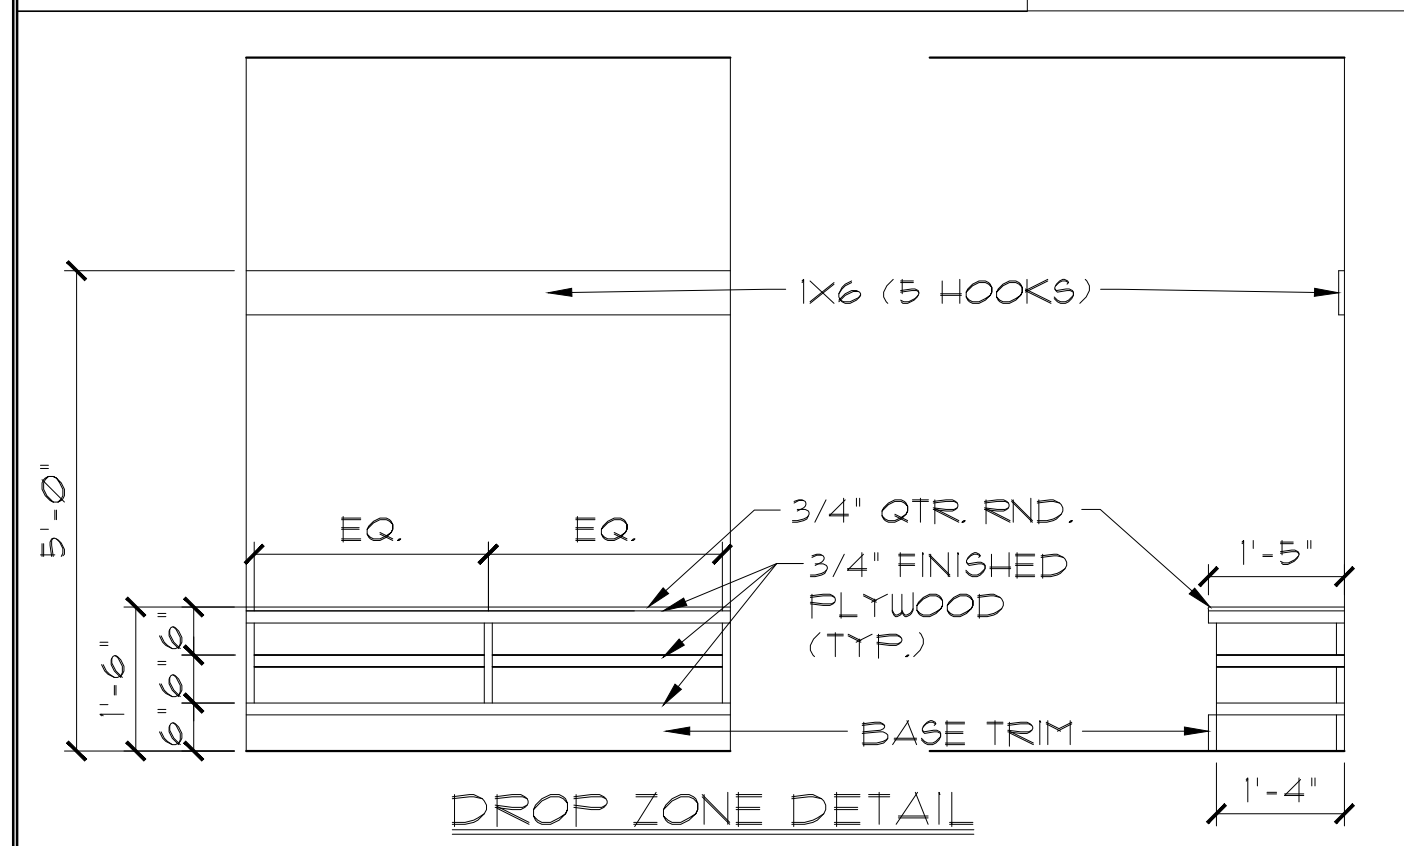 1X6 (5 HOOKS)
5'-0"
EQ.
EQ.
3/4" QTR. RND.
1'-5"
3/4" FINISHED
PLYWOOD
(TYP.)
1'-6"
6"
6"
6"
BASE TRIM
1'-4"
DROP ZONE DETAIL